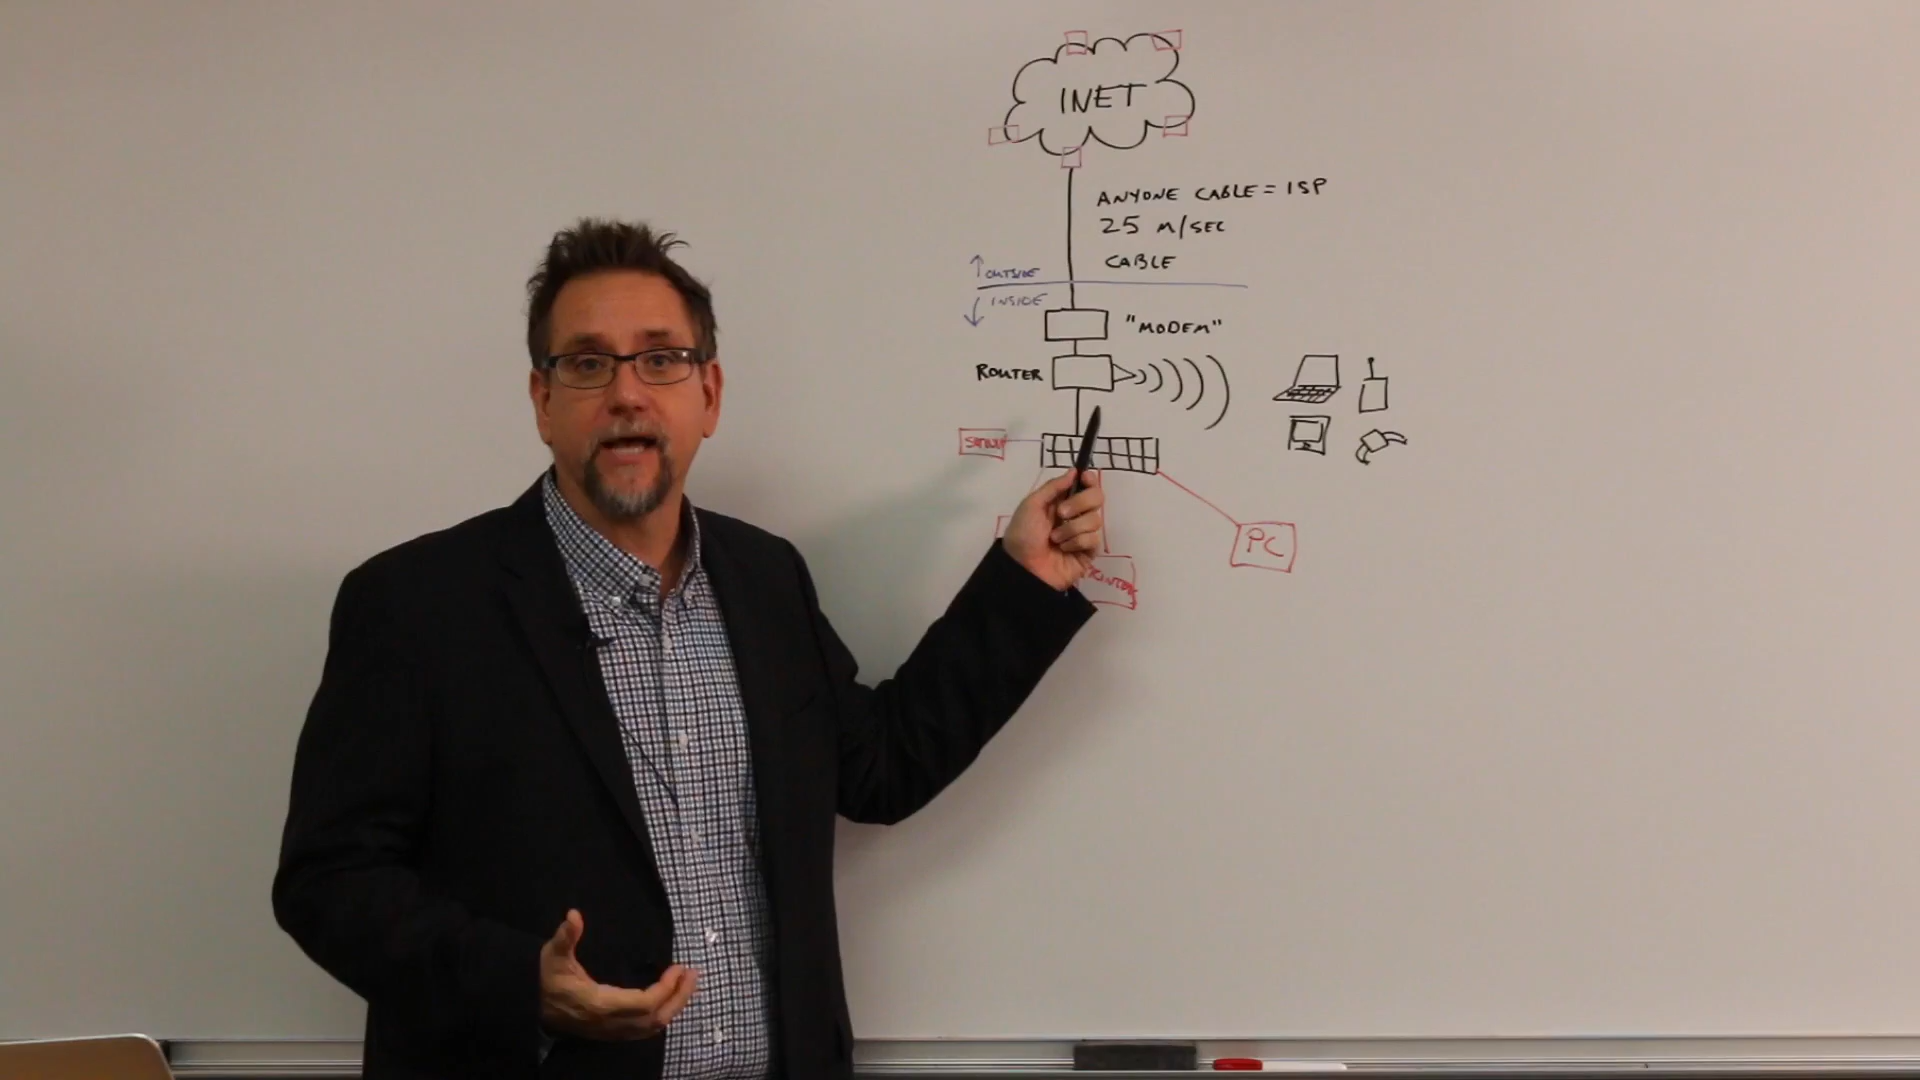 INET
ANYONE CABLE = ISP
25 M/SEC
CABLE
OUTSIDE
INSIDE
"MODEM"
ROUTER
PC